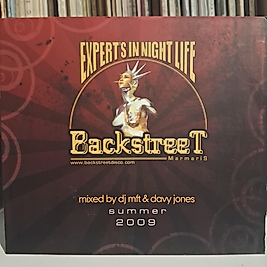 EXPERTS IN NIGHT LIFE
BackstreeT
MarmariS
www.backstreetdisco.com
mixed by dj mft & davy jones
summer
2009